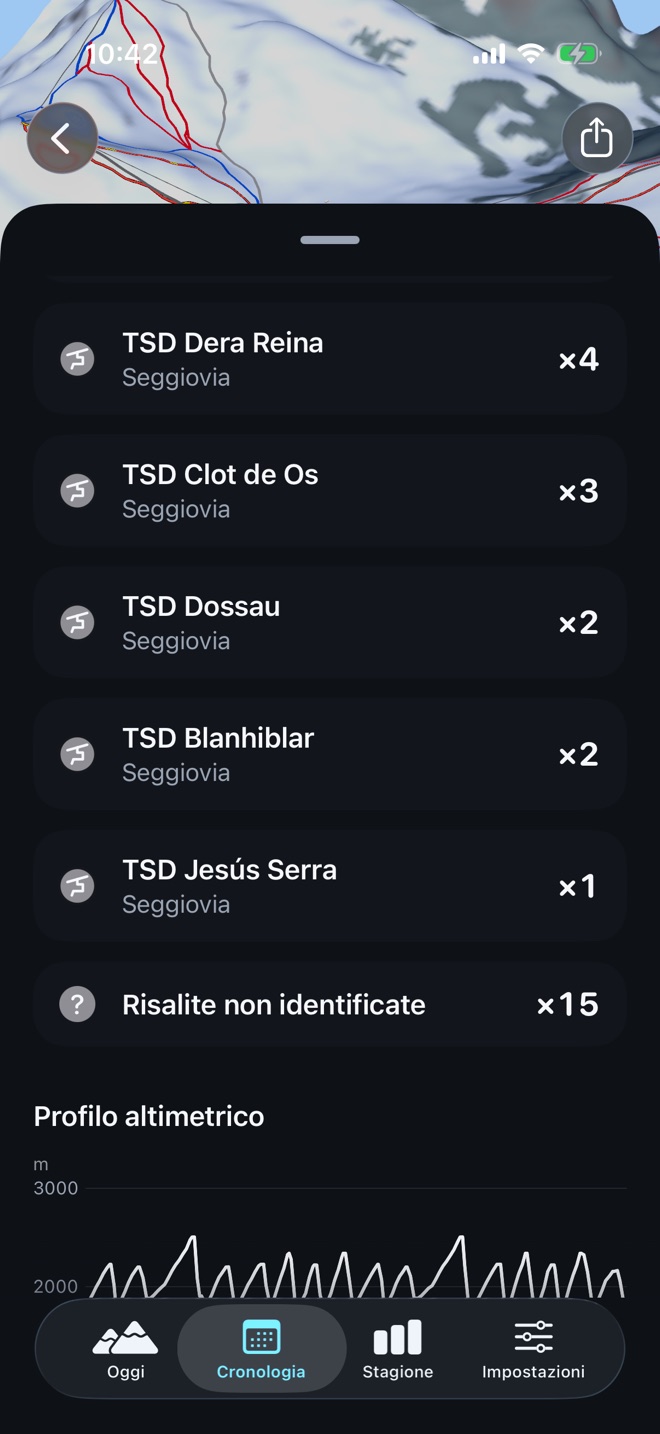 10:42
TSD Dera Reina
Seggiovia
×4
TSD Clot de Os
Seggiovia
×3
TSD Dossau
Seggiovia
×2
TSD Blanhiblar
Seggiovia
×2
TSD Jesús Serra
Seggiovia
×1
?
Risalite non identificate
×15
Profilo altimetrico
m
3000
2000
Oggi
Cronologia
Stagione
Impostazioni